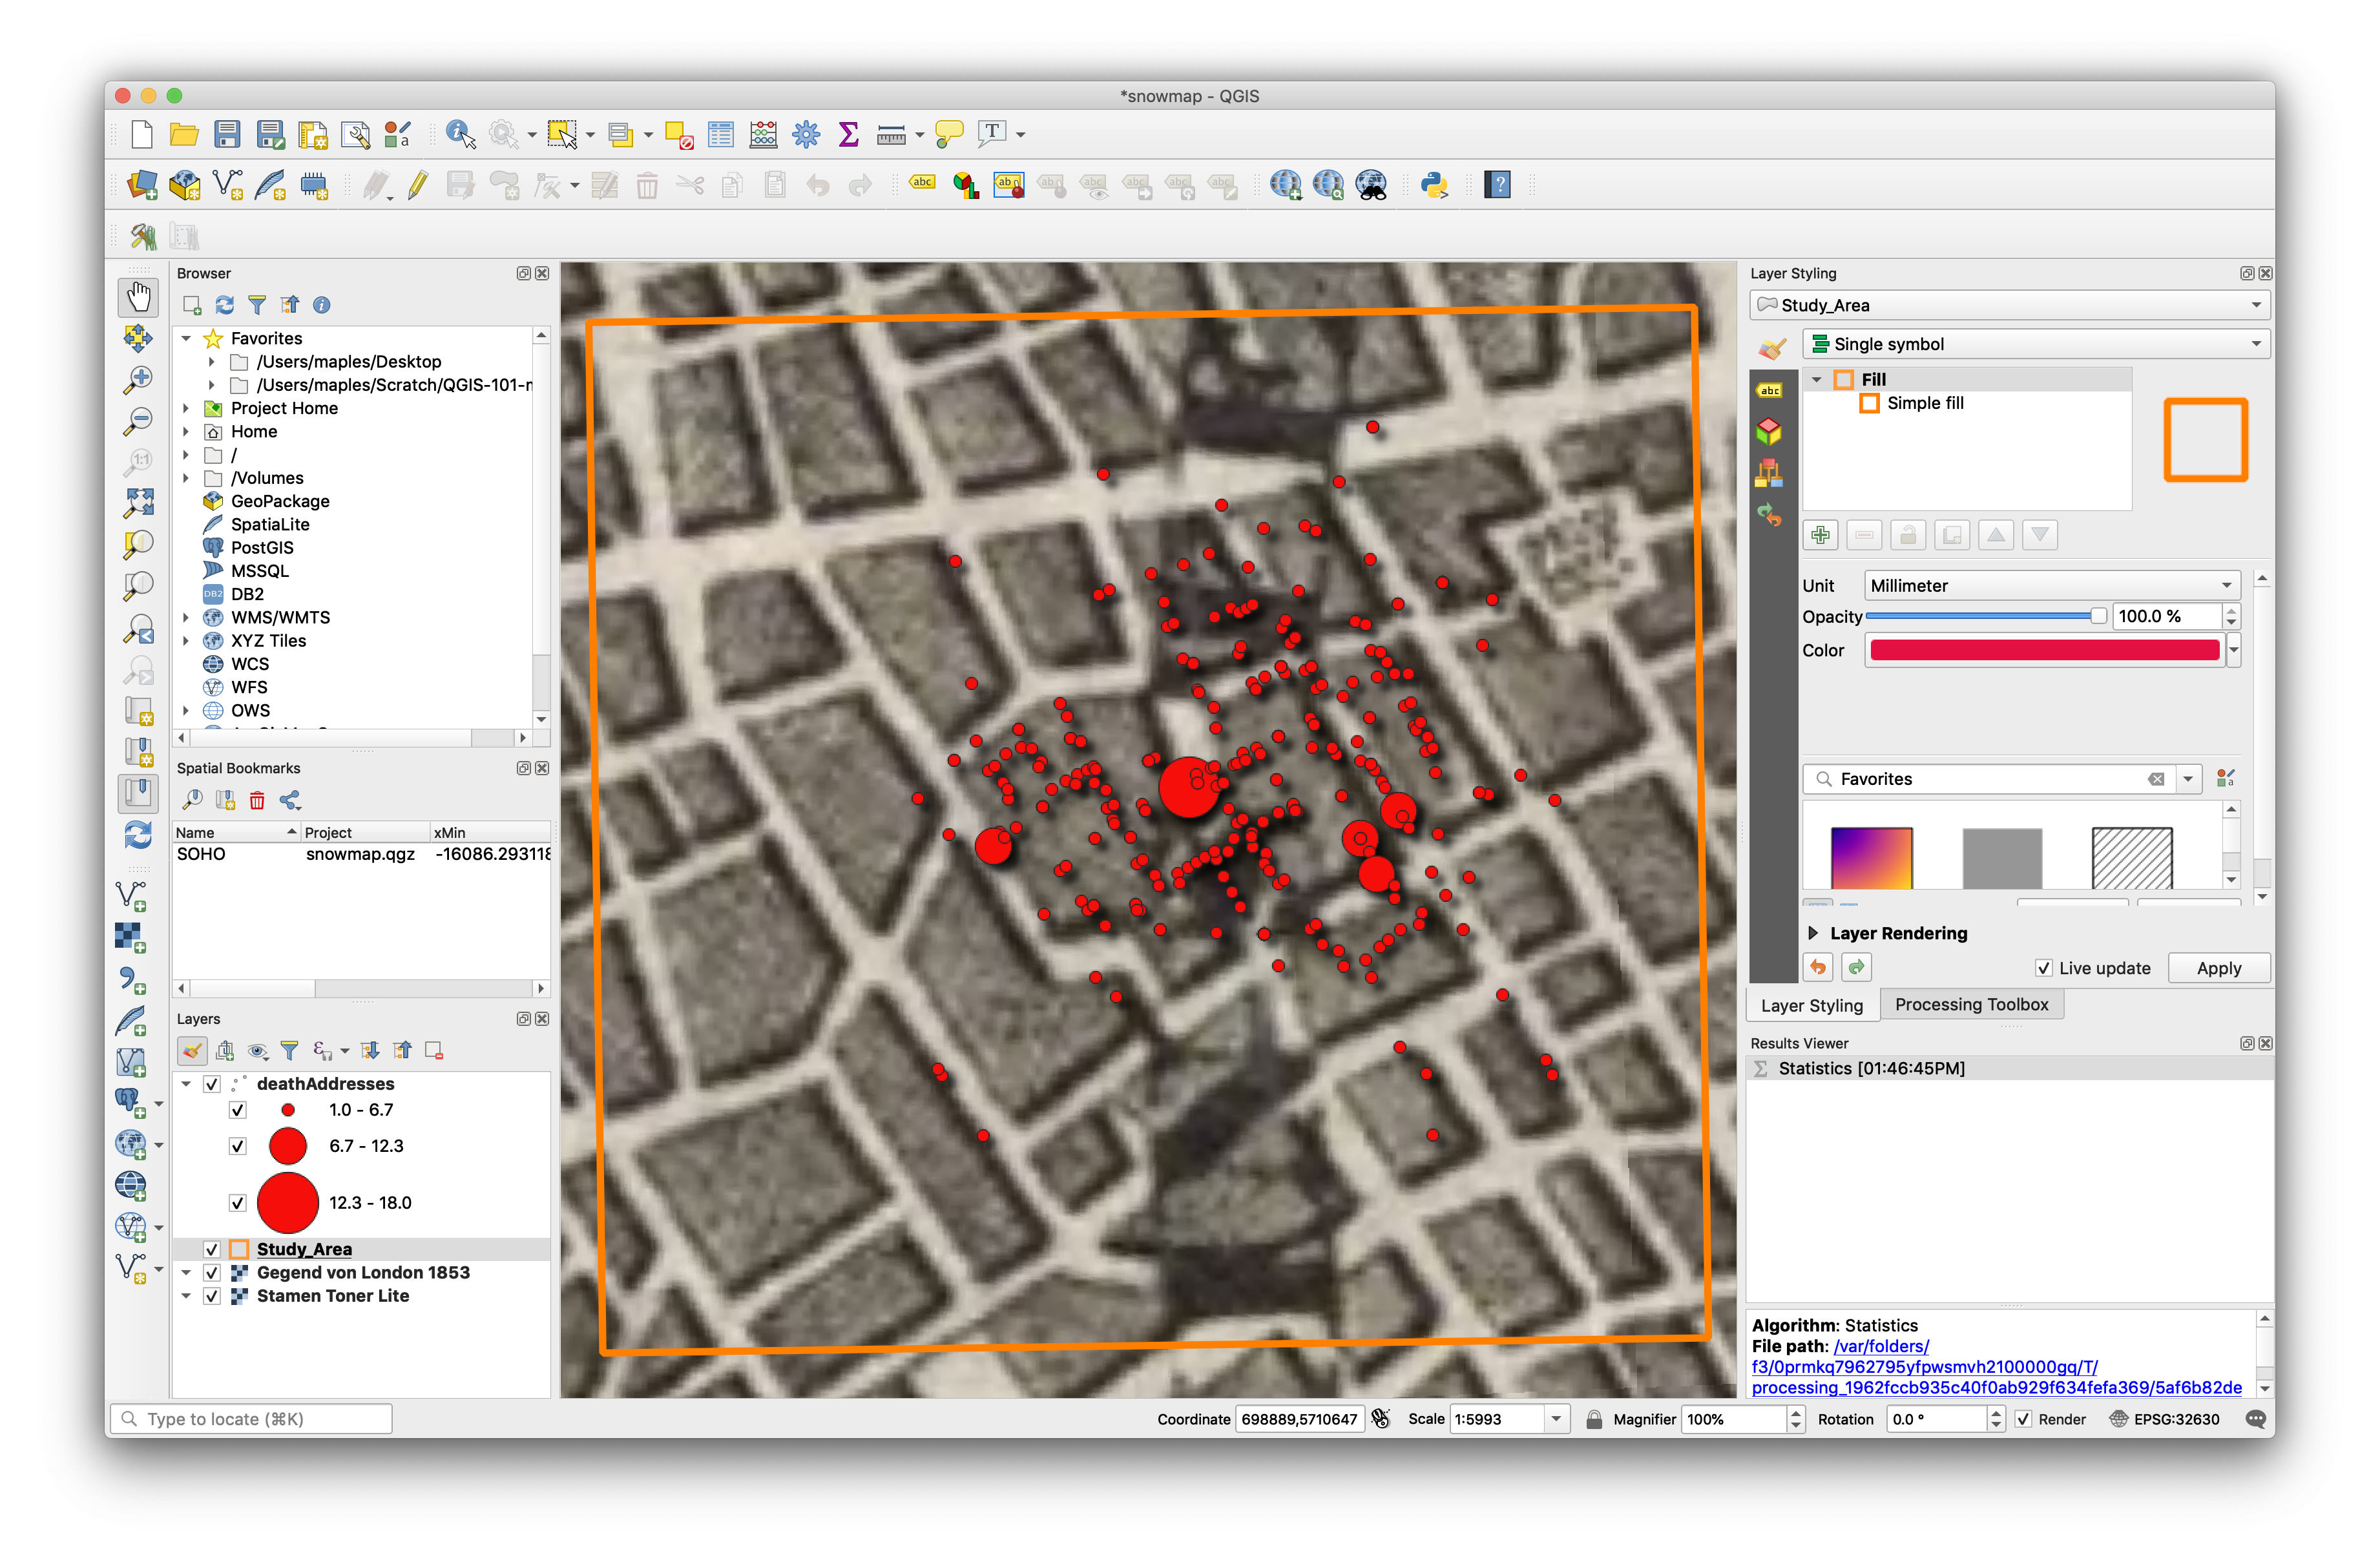 *snowmap - QGIS
Browser
Favorites
/Users/maples/Desktop
/Users/maples/Scratch/QGIS-101-m
Project Home
Home
/
/Volumes
GeoPackage
SpatiaLite
PostGIS
MSSQL
DB2
WMS/WMTS
XYZ Tiles
WCS
WFS
OWS
Spatial Bookmarks
Name Project xMin
SOHO snowmap.qgz -16086.293118
Layers
deathAddresses
1.0 - 6.7
6.7 - 12.3
12.3 - 18.0
Study_Area
Gegend von London 1853
Stamen Toner Lite
Layer Styling
Study_Area
Single symbol
abc
Fill
Simple fill
Unit Millimeter
Opacity 100.0 %
Color
Favorites
Layer Rendering
Live update Apply
Layer Styling Processing Toolbox
Results Viewer
Statistics [01:46:45PM]
Algorithm: Statistics
File path: /var/folders/
f3/0prmkq7962795yfpwsmvh2100000gq/T/
processing_1962fccb935c40f0ab929f634fefa369/5af6b82de
Type to locate (⌘K)
Coordinate 698889,5710647 Scale 1:5993 Magnifier 100% Rotation 0.0 ° Render EPSG:32630